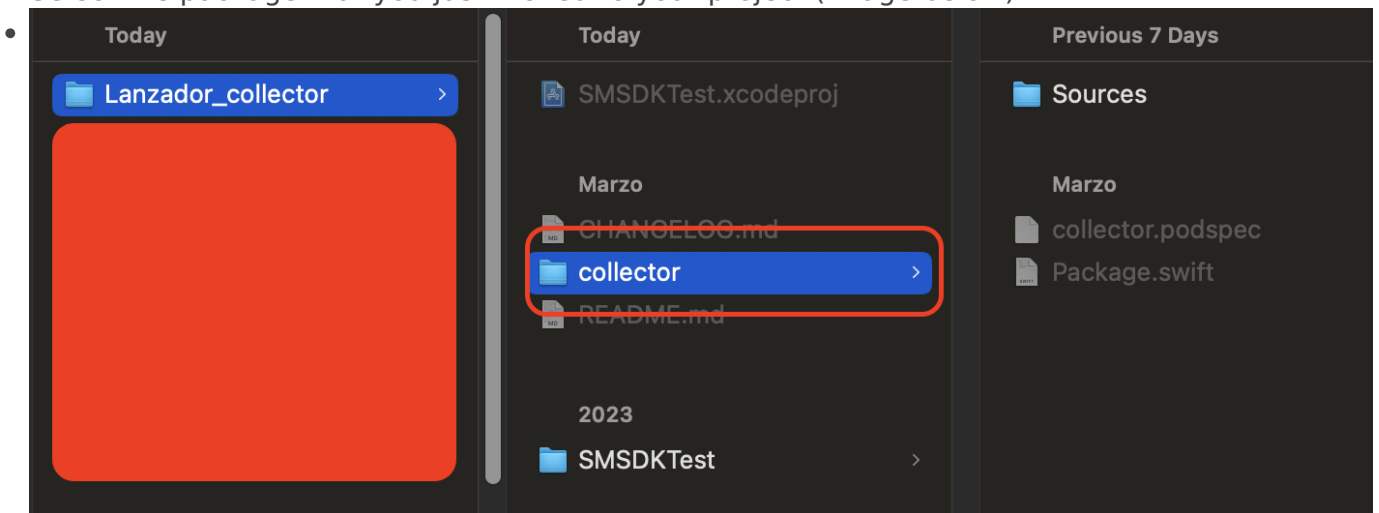 Today
Lanzador_collector
Today
SMSDKTest.xcodeproj
Marzo
CHANGELOG.md
collector
README.md
2023
SMSDKTest
Previous 7 Days
Sources
Marzo
collector.podspec
Package.swift